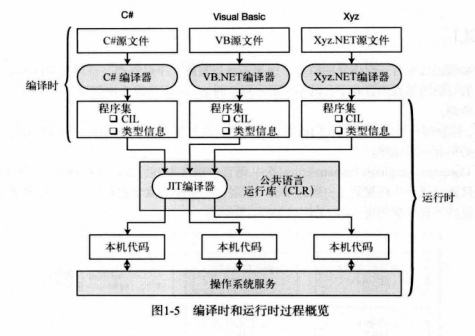 C# Visual Basic Xyz
C#源文件 VB源文件 Xyz.NET源文件
编译时
C# 编译器 VB.NET编译器 Xyz.NET编译器
程序集 程序集 程序集
CIL CIL CIL
类型信息 类型信息 类型信息
JIT编译器
公共语言
运行库（CLR）
运行时
本机代码 本机代码 本机代码
操作系统服务
图1-5 编译时和运行时过程概览